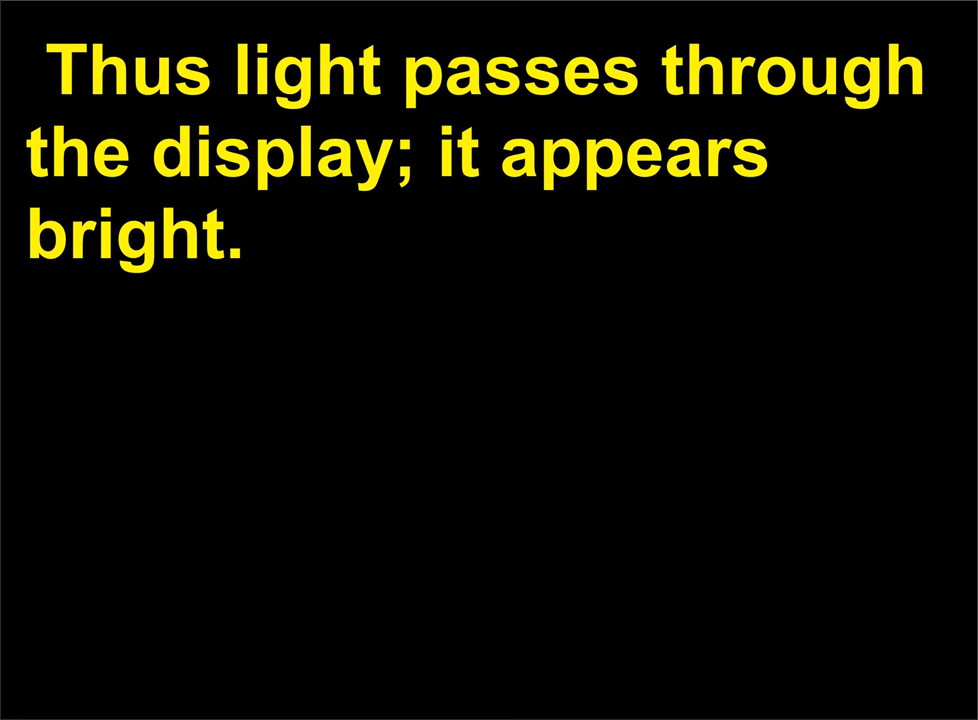 Thus light passes through
the display; it appears
bright.